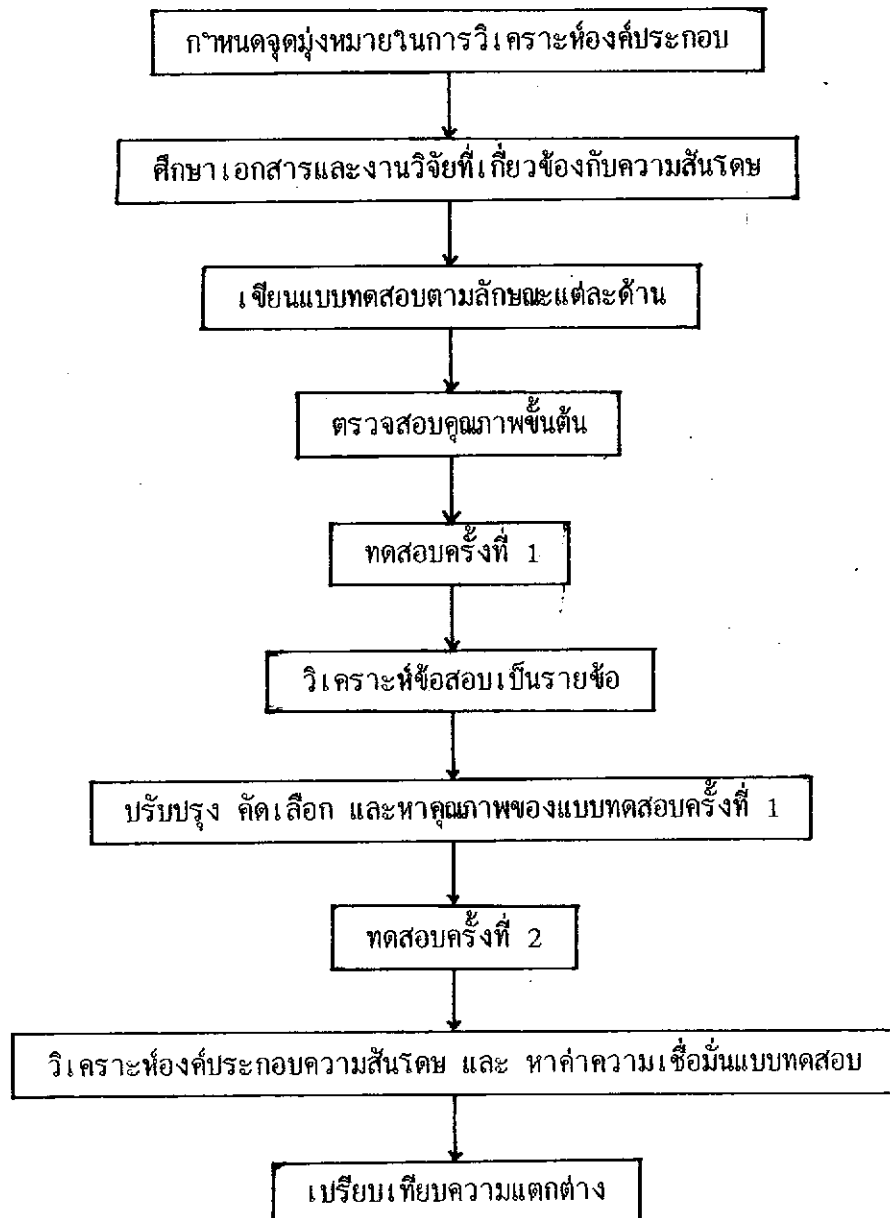 กำหนดจุดมุ่งหมายในการวิเคราะห์องค์ประกอบ
ศึกษาเอกสารและงานวิจัยที่เกี่ยวข้องกับความสันโดษ
เขียนแบบทดสอบตามลักษณะแต่ละด้าน
ตรวจสอบคุณภาพขั้นต้น
ทดสอบครั้งที่ 1
วิเคราะห์ข้อสอบเป็นรายข้อ
ปรับปรุง คัดเลือก และหาคุณภาพของแบบทดสอบครั้งที่ 1
ทดสอบครั้งที่ 2
วิเคราะห์องค์ประกอบความสันโดษ และ หาค่าความเชื่อมั่นแบบทดสอบ
เปรียบเทียบความแตกต่าง